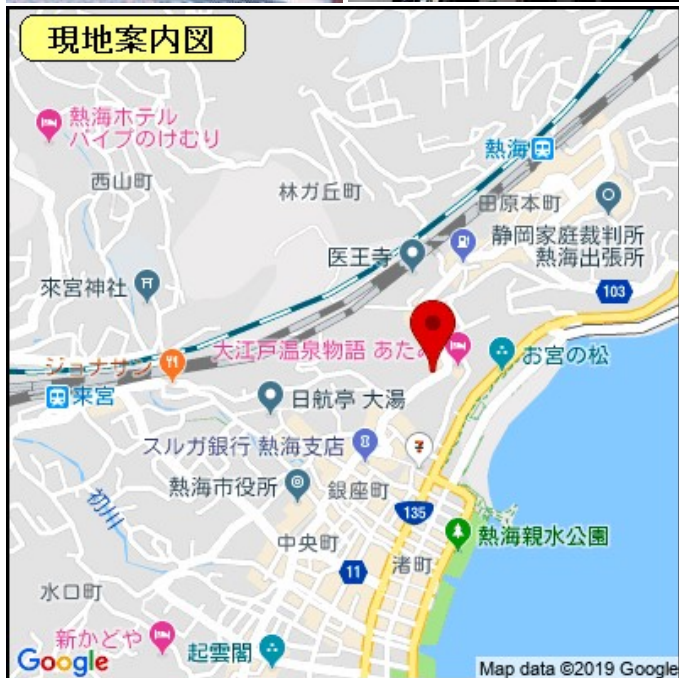 現地案内図
熱海ホテル
パイプのけむり
西山町
林ガ丘町
熱海
田原本町
静岡家庭裁判所
熱海出張所
医王寺
來宮神社
103
大江戸温泉物語 あたみ
お宮の松
ジョナサン
来宮
日航亭 大湯
スルガ銀行 熱海支店
熱海市役所
銀座町
初川
135
中央町
熱海親水公園
渚町
11
水口町
新かどや
起雲閣
Google
Map data ©2019 Google